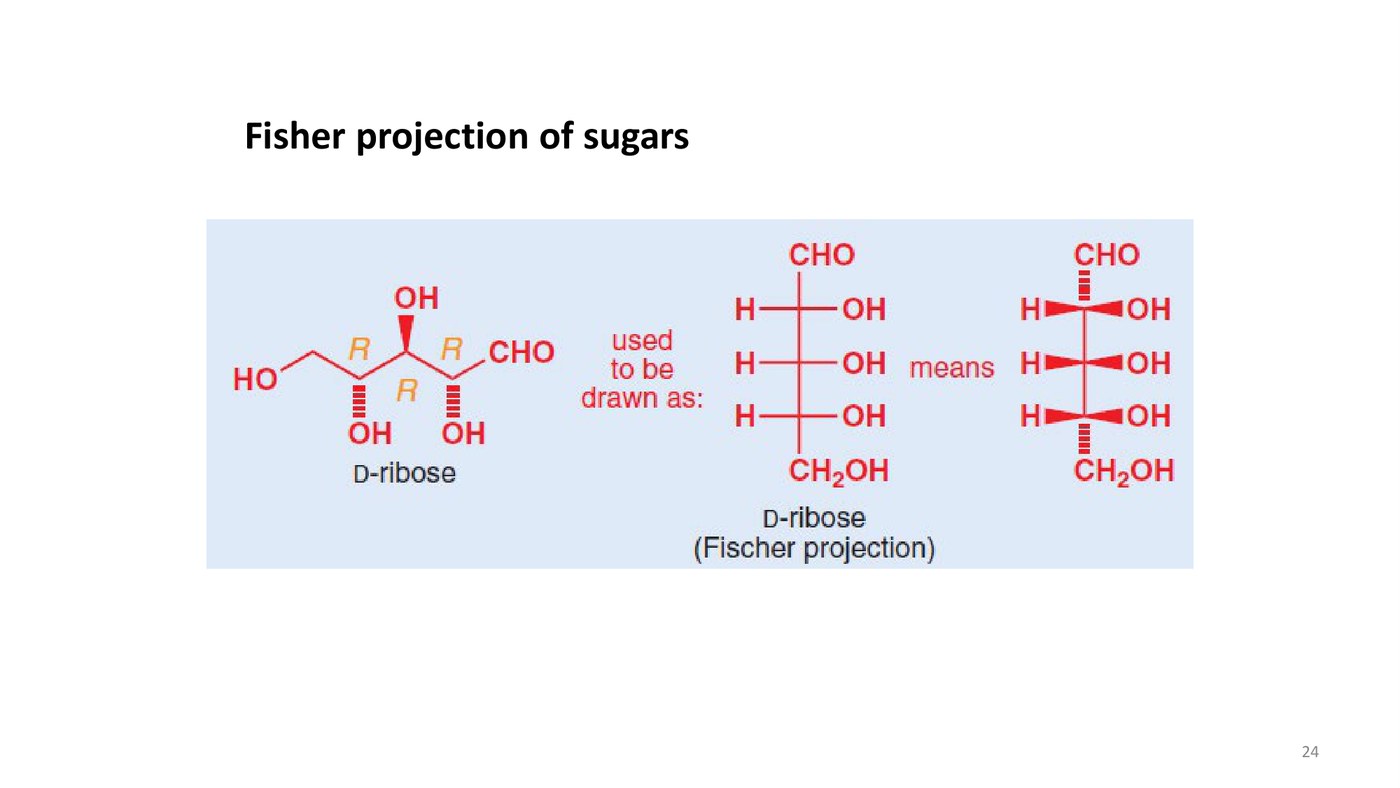 Fisher projection of sugars
OH
R R CHO
HO R
OH OH
D-ribose
used
to be
drawn as:
CHO
H OH
H OH
H OH
CH₂OH
D-ribose
(Fischer projection)
means
CHO
H OH
H OH
H OH
CH₂OH
24